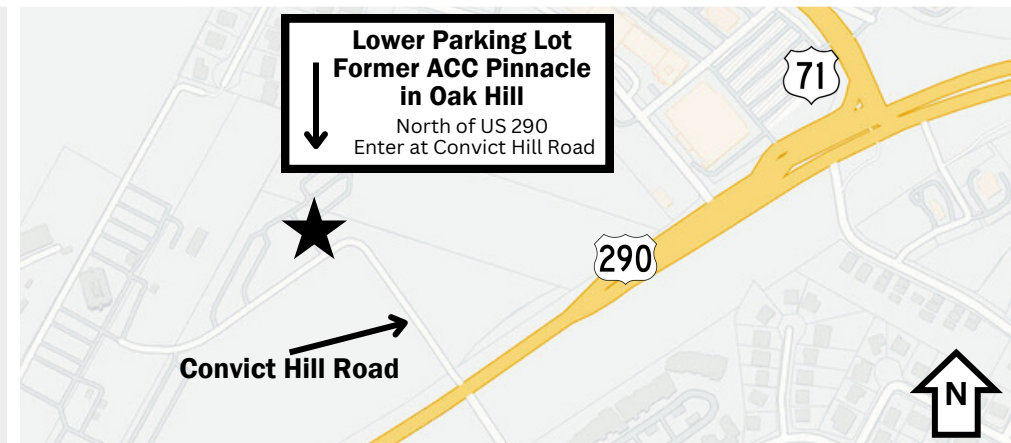 Lower Parking Lot
Former ACC Pinnacle
in Oak Hill
North of US 290
Enter at Convict Hill Road
71
290
Convict Hill Road
N